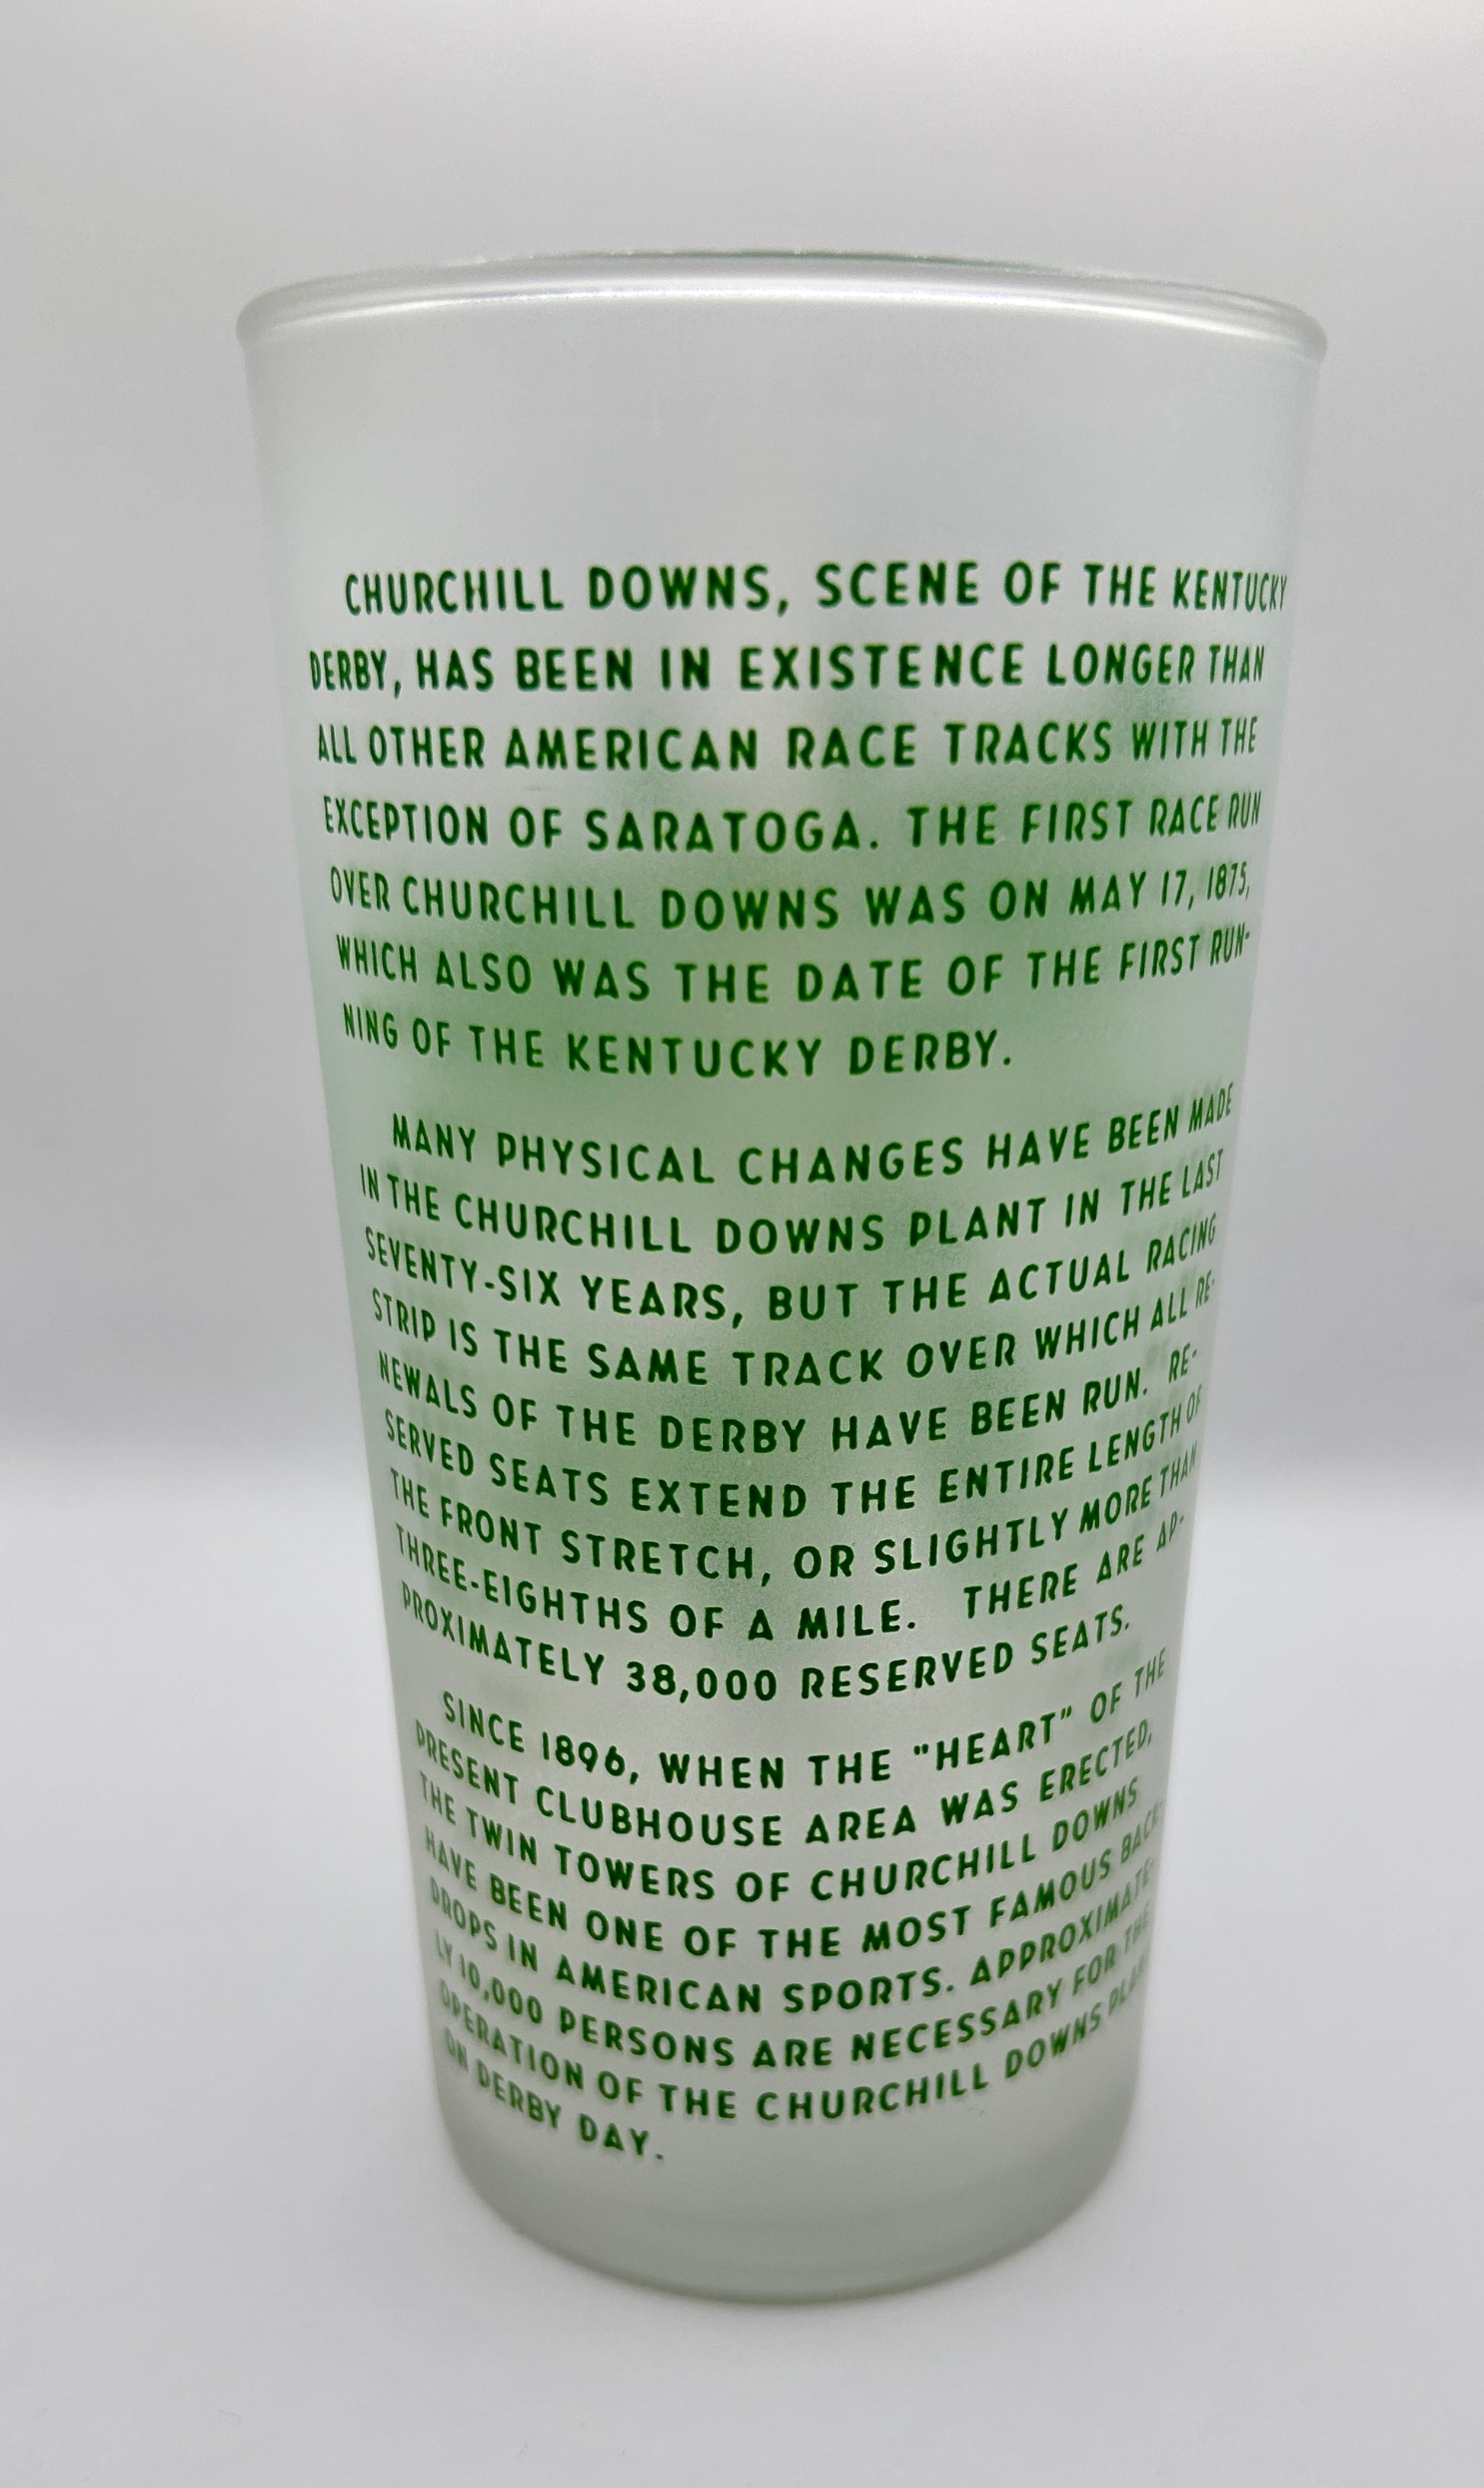 CHURCHILL DOWNS, SCENE OF THE KENTUCKY
DERBY, HAS BEEN IN EXISTENCE LONGER THAN
ALL OTHER AMERICAN RACE TRACKS WITH THE
EXCEPTION OF SARATOGA. THE FIRST RACE RUN
OVER CHURCHILL DOWNS WAS ON MAY 17, 1875,
WHICH ALSO WAS THE DATE OF THE FIRST RUN-
NING OF THE KENTUCKY DERBY.
MANY PHYSICAL CHANGES HAVE BEEN MADE
IN THE CHURCHILL DOWNS PLANT IN THE LAST
SEVENTY-SIX YEARS, BUT THE ACTUAL RACING
STRIP IS THE SAME TRACK OVER WHICH ALL RE-
NEWALS OF THE DERBY HAVE BEEN RUN. RE-
SERVED SEATS EXTEND THE ENTIRE LENGTH OF
THE FRONT STRETCH, OR SLIGHTLY MORE THAN
THREE-EIGHTHS OF A MILE. THERE ARE AP-
PROXIMATELY 38,000 RESERVED SEATS.
SINCE 1896, WHEN THE "HEART" OF THE
PRESENT CLUBHOUSE AREA WAS ERECTED,
THE TWIN TOWERS OF CHURCHILL DOWNS
HAVE BEEN ONE OF THE MOST FAMOUS BACK-
DROPS IN AMERICAN SPORTS. APPROXIMATE-
LY 10,000 PERSONS ARE NECESSARY FOR THE
OPERATION OF THE CHURCHILL DOWNS
ON DERBY DAY.